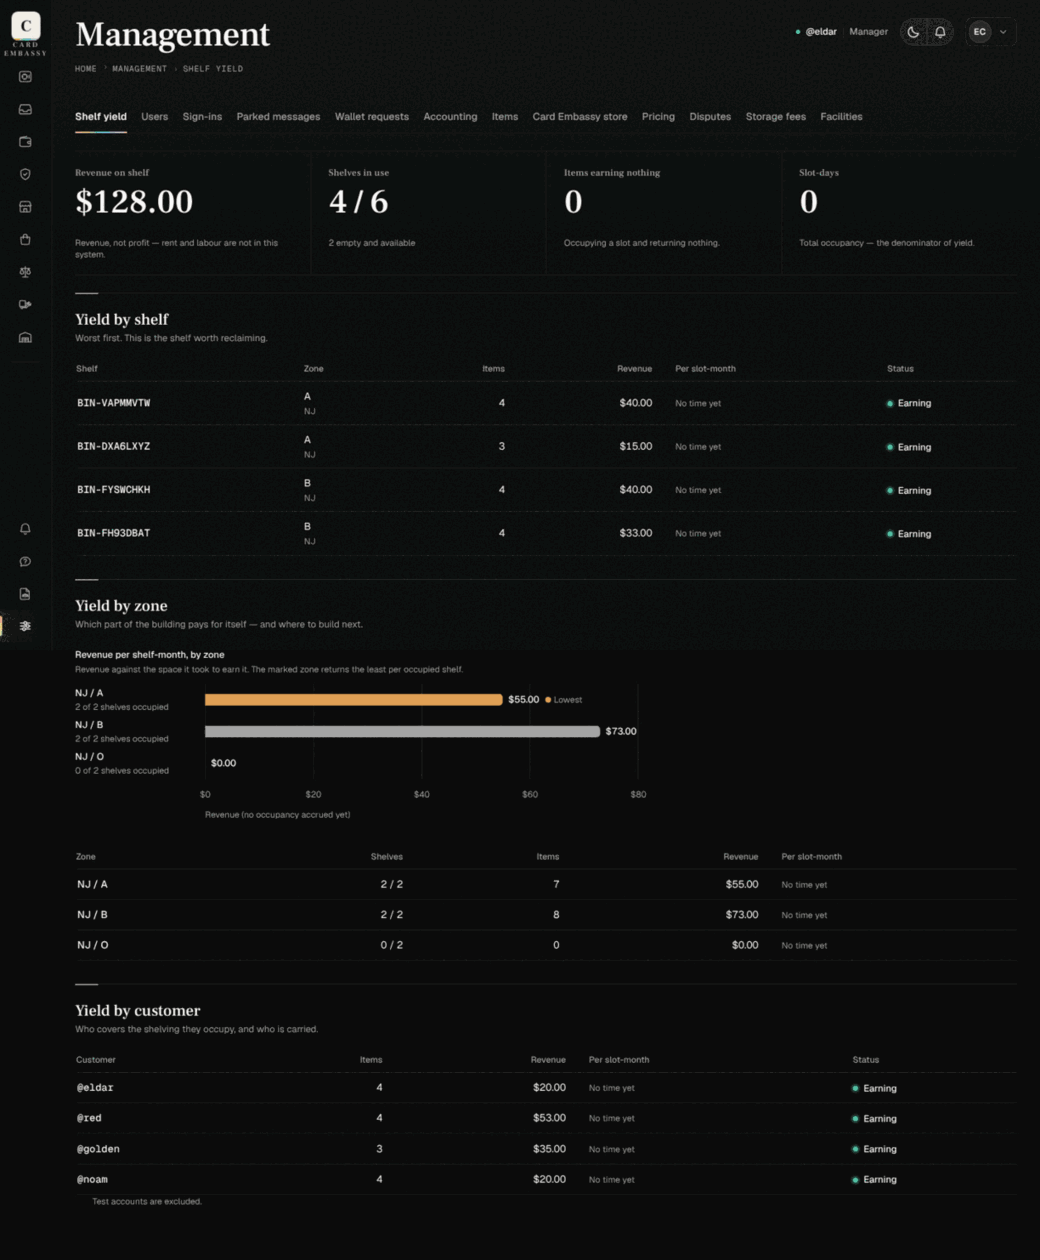 C
CARD
EMBASSY
Management
HOME › MANAGEMENT › SHELF YIELD
@eldar Manager EC
Shelf yield Users Sign-ins Parked messages Wallet requests Accounting Items Card Embassy store Pricing Disputes Storage fees Facilities
Revenue on shelf
$128.00
Revenue, not profit — rent and labour are not in this
system.
Shelves in use
4 / 6
2 empty and available
Items earning nothing
0
Occupying a slot and returning nothing.
Slot-days
0
Total occupancy — the denominator of yield.
Yield by shelf
Worst first. This is the shelf worth reclaiming.
Shelf Zone Items Revenue Per slot-month Status
BIN-VAPMMVTW A NJ 4 $40.00 No time yet Earning
BIN-DXA6LXYZ A NJ 3 $15.00 No time yet Earning
BIN-FYSWCHKH B NJ 4 $40.00 No time yet Earning
BIN-FH93DBAT B NJ 4 $33.00 No time yet Earning
Yield by zone
Which part of the building pays for itself — and where to build next.
Revenue per shelf-month, by zone
Revenue against the space it took to earn it. The marked zone returns the least per occupied shelf.
NJ / A
2 of 2 shelves occupied
$55.00 Lowest
NJ / B
2 of 2 shelves occupied
$73.00
NJ / O
0 of 2 shelves occupied
$0.00
$0 $20 $40 $60 $80
Revenue (no occupancy accrued yet)
Zone Shelves Items Revenue Per slot-month
NJ / A 2 / 2 7 $55.00 No time yet
NJ / B 2 / 2 8 $73.00 No time yet
NJ / O 0 / 2 0 $0.00 No time yet
Yield by customer
Who covers the shelving they occupy, and who is carried.
Customer Items Revenue Per slot-month Status
@eldar 4 $20.00 No time yet Earning
@red 4 $53.00 No time yet Earning
@golden 3 $35.00 No time yet Earning
@noam 4 $20.00 No time yet Earning
Test accounts are excluded.